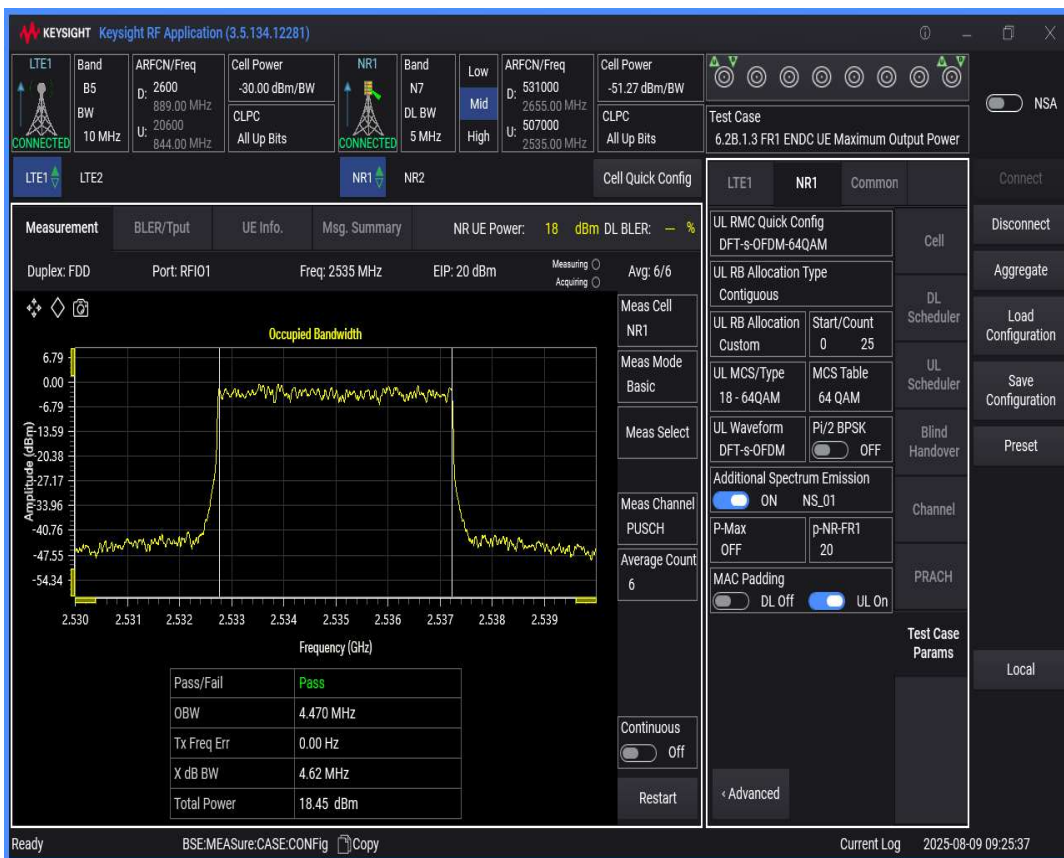 KEYSIGHT Keysight RF Application (3.5.134.12281)
LTE1 Band ARFCN/Freq Cell Power NR1 Band Low ARFCN/Freq Cell Power
B5 D: 2600 -30.00 dBm/BW N7 D: 531000 -51.27 dBm/BW
889.00 MHz 2655.00 MHz
BW CLPC DL BW Mid CLPC Test Case NSA
CONNECTED 10 MHz U: 20600 All Up Bits CONNECTED 5 MHz High U: 507000 All Up Bits 6.2B.1.3 FR1 ENDC UE Maximum Output Power
844.00 MHz 2535.00 MHz
LTE1 LTE2 NR1 NR2 Cell Quick Config LTE1 NR1 Common Connect
Measurement BLER/Tput UE Info. Msg. Summary NR UE Power: 18 dBm DL BLER: — %
Duplex: FDD Port: RFIO1 Freq: 2535 MHz EIP: 20 dBm Measuring Acquiring Avg: 6/6
Occupied Bandwidth
6.79
0.00
-6.79
-13.59
-20.38
-27.17
-33.96
-40.76
-47.55
-54.34
Amplitude (dBm)
2.530 2.531 2.532 2.533 2.534 2.535 2.536 2.537 2.538 2.539
Frequency (GHz)
Pass/Fail Pass
OBW 4.470 MHz
Tx Freq Err 0.00 Hz
X dB BW 4.62 MHz
Total Power 18.45 dBm
Meas Cell
NR1
Meas Mode
Basic
Meas Select
Meas Channel
PUSCH
Average Count
6
Continuous
Off
Restart
UL RMC Quick Config
DFT-s-OFDM-64QAM
UL RB Allocation Type
Contiguous
UL RB Allocation Start/Count
Custom 0 25
UL MCS/Type MCS Table
18 - 64QAM 64 QAM
UL Waveform Pi/2 BPSK
DFT-s-OFDM OFF
Additional Spectrum Emission
ON NS_01
P-Max p-NR-FR1
OFF 20
MAC Padding
DL Off UL On
‹ Advanced
Cell
DL
Scheduler
UL
Scheduler
Blind
Handover
Channel
PRACH
Test Case
Params
Disconnect
Aggregate
Load
Configuration
Save
Configuration
Preset
Local
Ready BSE:MEASure:CASE:CONFig Copy Current Log 2025-08-09 09:25:37